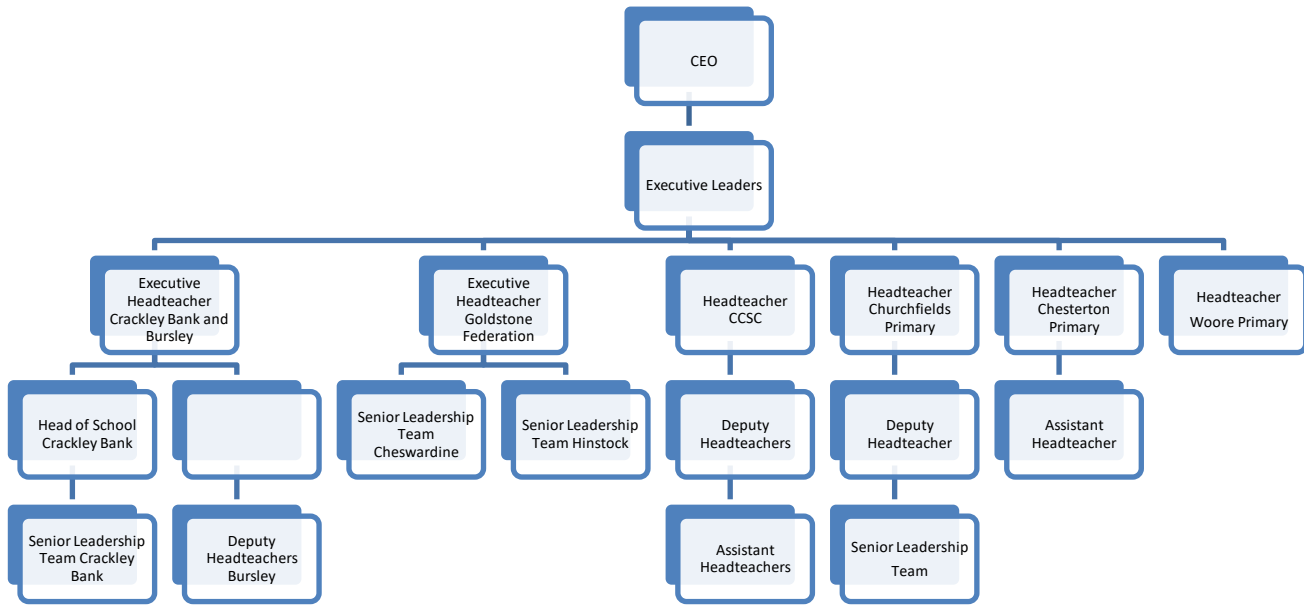 CEO
Executive Leaders
Executive
Headteacher
Crackley Bank and
Bursley
Executive
Headteacher
Goldstone
Federation
Headteacher
CCSC
Headteacher
Churchfields
Primary
Headteacher
Chesterton
Primary
Headteacher
Woore Primary
Head of School
Crackley Bank
Senior Leadership
Team
Cheswardine
Senior Leadership
Team Hinstock
Deputy
Headteachers
Deputy
Headteacher
Assistant
Headteacher
Senior Leadership
Team Crackley
Bank
Deputy
Headteachers
Bursley
Assistant
Headteachers
Senior Leadership
Team